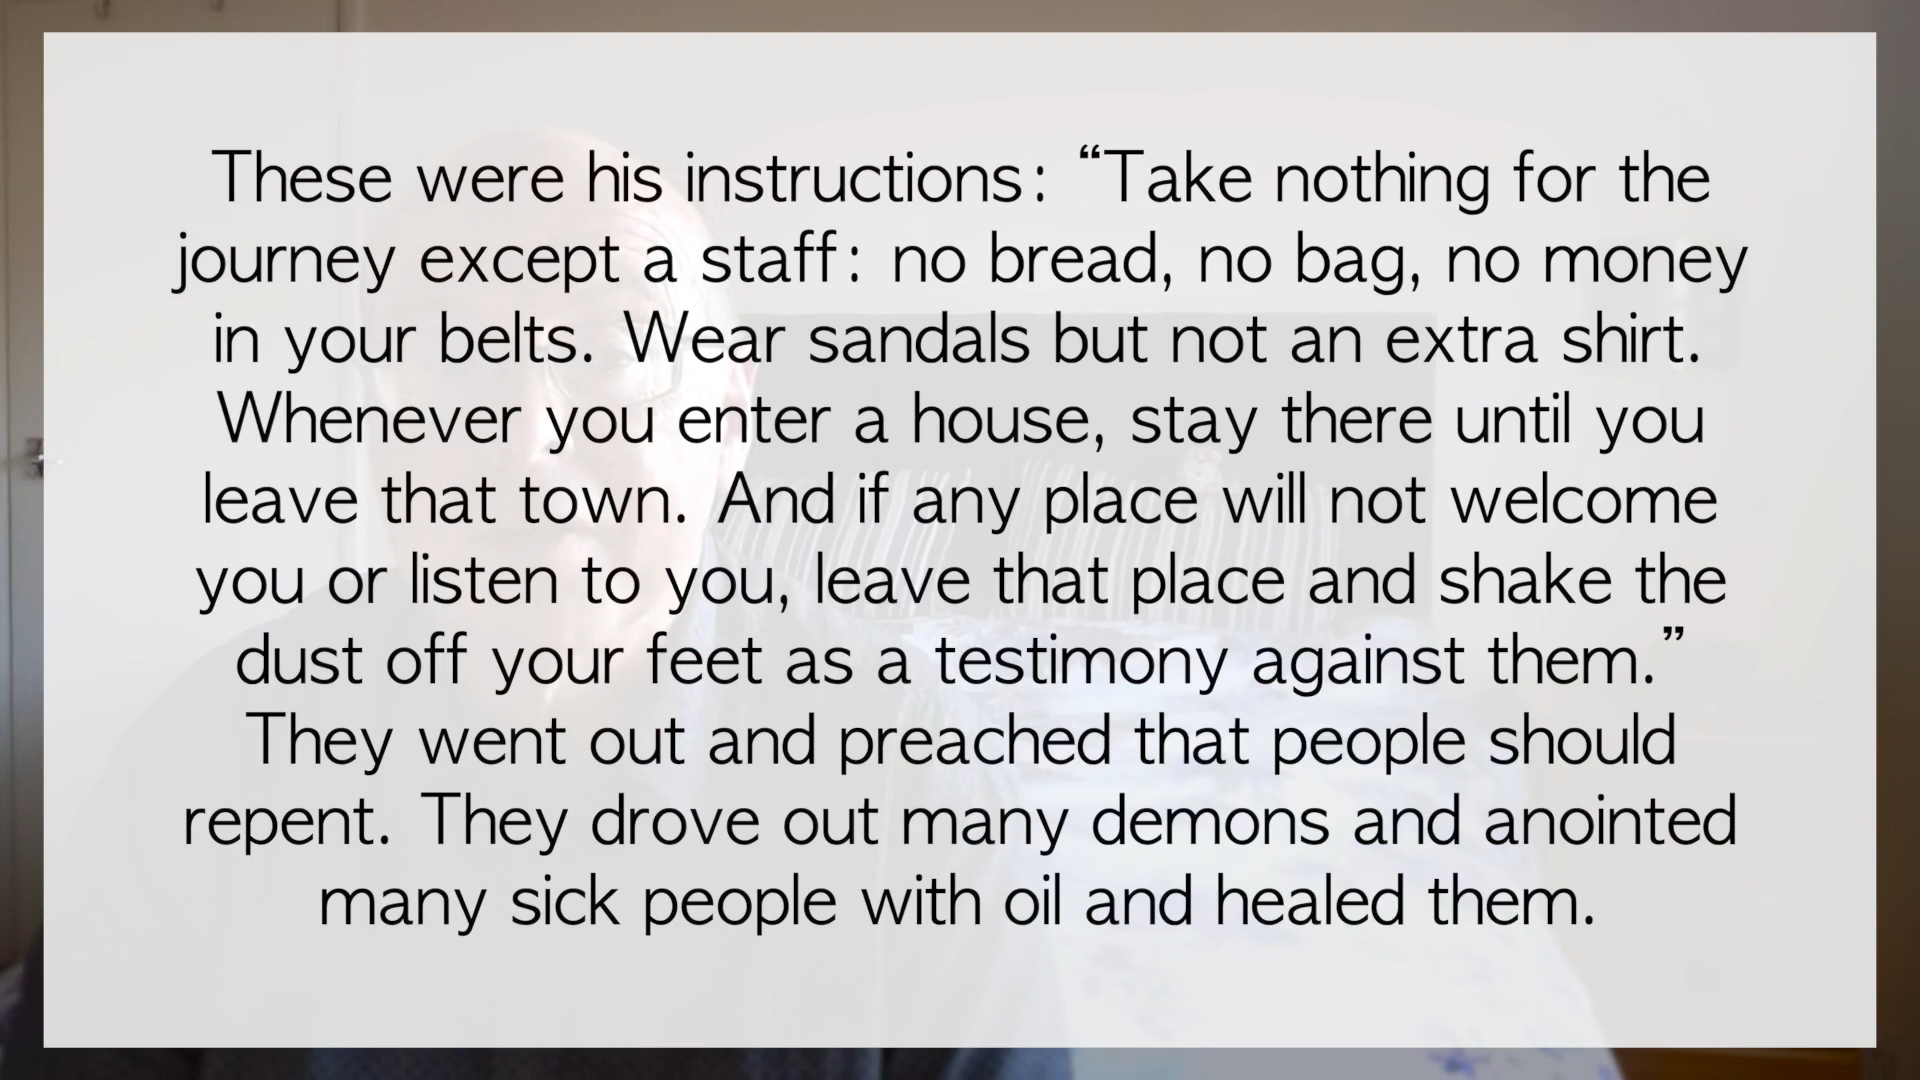 These were his instructions: “Take nothing for the
journey except a staff: no bread, no bag, no money
in your belts. Wear sandals but not an extra shirt.
Whenever you enter a house, stay there until you
leave that town. And if any place will not welcome
you or listen to you, leave that place and shake the
dust off your feet as a testimony against them.”
They went out and preached that people should
repent. They drove out many demons and anointed
many sick people with oil and healed them.